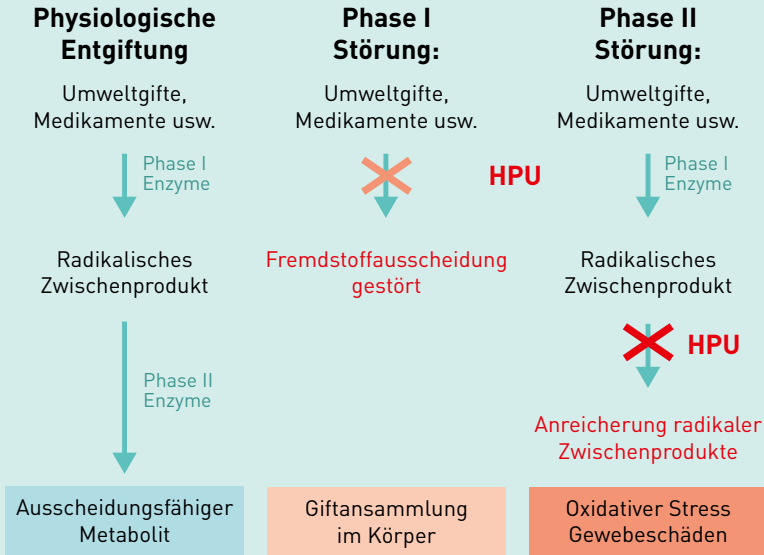 Physiologische
Entgiftung
Umweltgifte,
Medikamente usw.
Phase I
Enzyme
Radikalisches
Zwischenprodukt
Phase II
Enzyme
Ausscheidungsfähiger
Metabolit
Phase I
Störung:
Umweltgifte,
Medikamente usw.
HPU
Fremdstoffausscheidung
gestört
Giftansammlung
im Körper
Phase II
Störung:
Umweltgifte,
Medikamente usw.
Phase I
Enzyme
Radikalisches
Zwischenprodukt
HPU
Anreicherung radikaler
Zwischenprodukte
Oxidativer Stress
Gewebeschäden